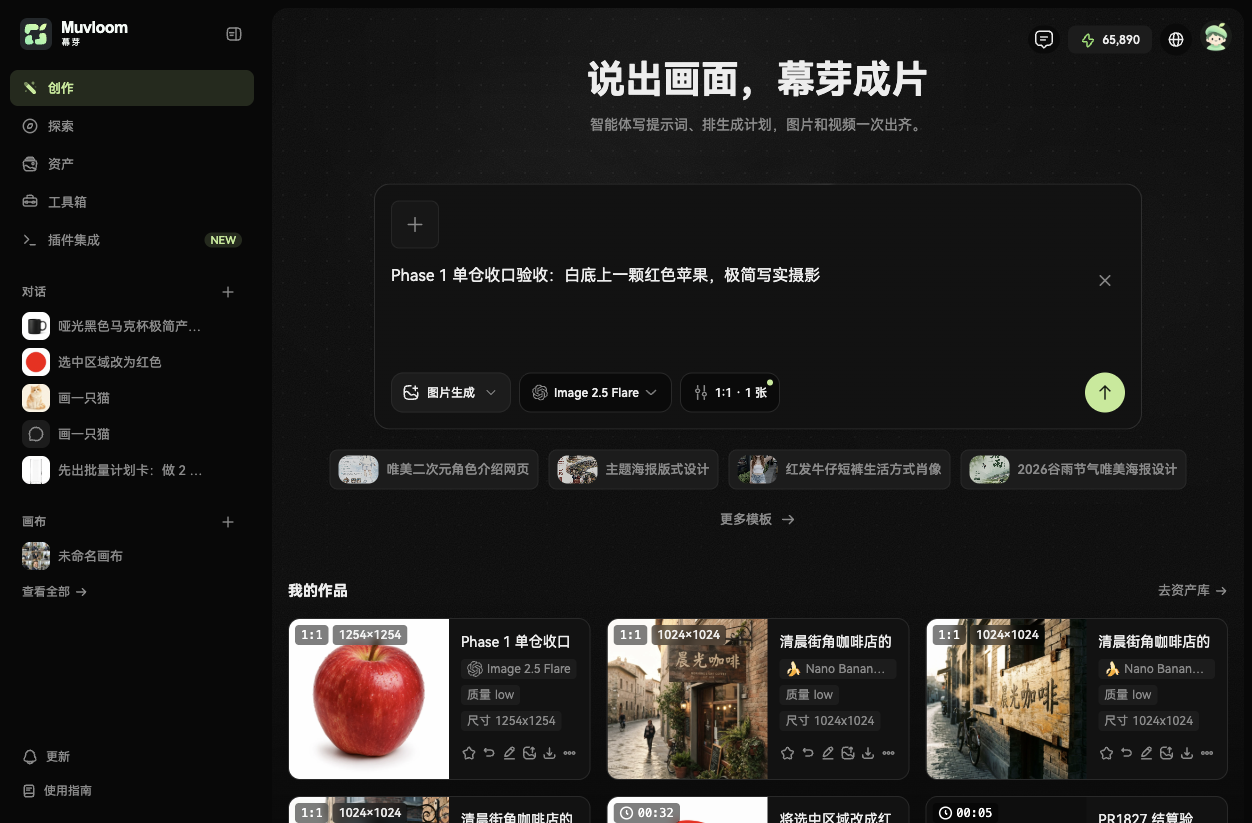 Muvloom
幕芽
创作
探索
资产
工具箱
插件集成
NEW
对话
哑光黑色马克杯极简产...
选中区域改为红色
画一只猫
画一只猫
先出批量计划卡：做 2 ...
画布
未命名画布
查看全部
更新
使用指南
65,890
说出画面，幕芽成片
智能体写提示词、排生成计划，图片和视频一次出齐。
Phase 1 单仓收口验收：白底上一颗红色苹果，极简写实摄影
图片生成
Image 2.5 Flare
1:1 · 1 张
唯美二次元角色介绍网页
主题海报版式设计
红发牛仔短裤生活方式肖像
2026谷雨节气唯美海报设计
更多模板
我的作品
去资产库
1:1
1254×1254
Phase 1 单仓收口
Image 2.5 Flare
质量 low
尺寸 1254x1254
1:1
1024×1024
晨光咖啡
清晨街角咖啡店的
Nano Banan...
质量 low
尺寸 1024x1024
1:1
1024×1024
晨光咖啡
清晨街角咖啡店的
Nano Banan...
质量 low
尺寸 1024x1024
1:1
1024×1024
清晨街角咖啡店的
00:32
将选中区域改成红
00:05
PR1827 结算验